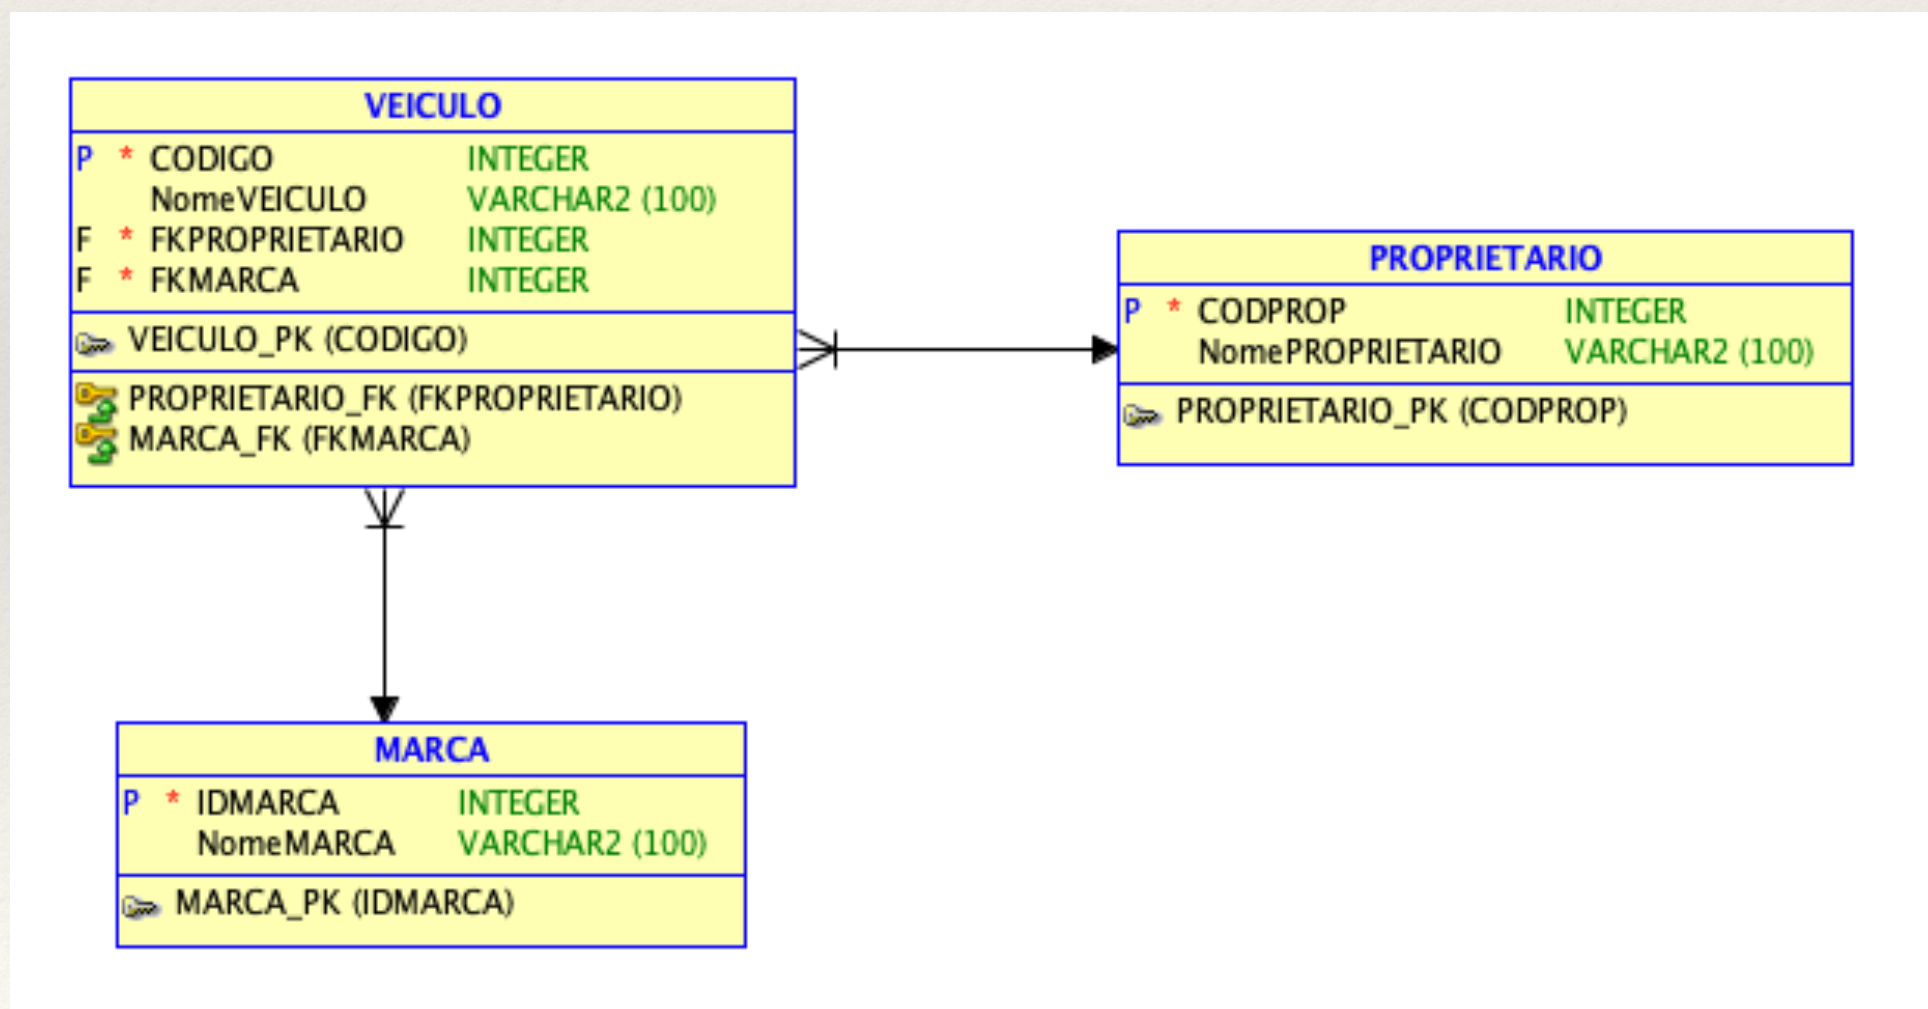 VEICULO
P * CODIGO INTEGER
NomeVEICULO VARCHAR2 (100)
F * FKPROPRIETARIO INTEGER
F * FKMARCA INTEGER
VEICULO_PK (CODIGO)
PROPRIETARIO_FK (FKPROPRIETARIO)
MARCA_FK (FKMARCA)
PROPRIETARIO
P * CODPROP INTEGER
NomePROPRIETARIO VARCHAR2 (100)
PROPRIETARIO_PK (CODPROP)
MARCA
P * IDMARCA INTEGER
NomeMARCA VARCHAR2 (100)
MARCA_PK (IDMARCA)